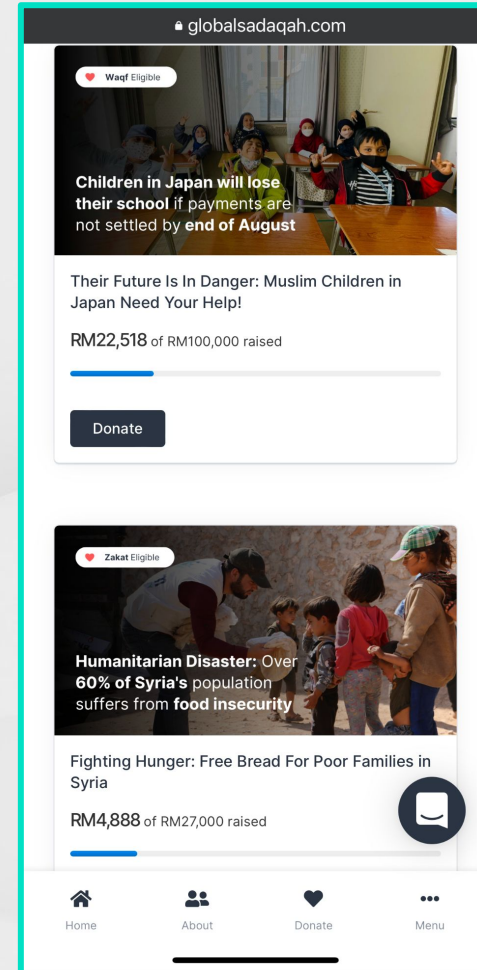 globalsadaqah.com
Waqf Eligible
Children in Japan will lose
their school if payments are
not settled by end of August
Their Future Is In Danger: Muslim Children in
Japan Need Your Help!
RM22,518 of RM100,000 raised
Donate
Zakat Eligible
Humanitarian Disaster: Over
60% of Syria's population
suffers from food insecurity
Fighting Hunger: Free Bread For Poor Families in
Syria
RM4,888 of RM27,000 raised
Home About Donate Menu